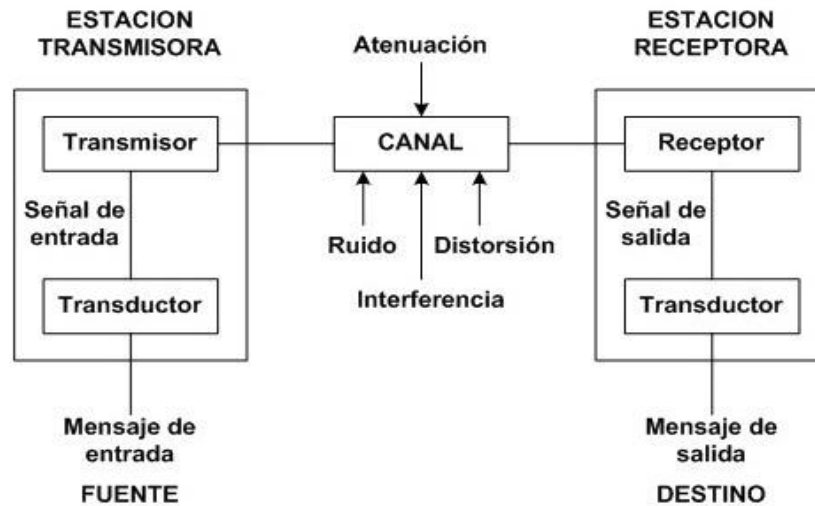 ESTACION
TRANSMISORA
ESTACION
RECEPTORA
Atenuación
Transmisor
CANAL
Receptor
Señal de
entrada
Ruido
Distorsión
Interferencia
Señal de
salida
Transductor
Transductor
Mensaje de
entrada
Mensaje de
salida
FUENTE
DESTINO